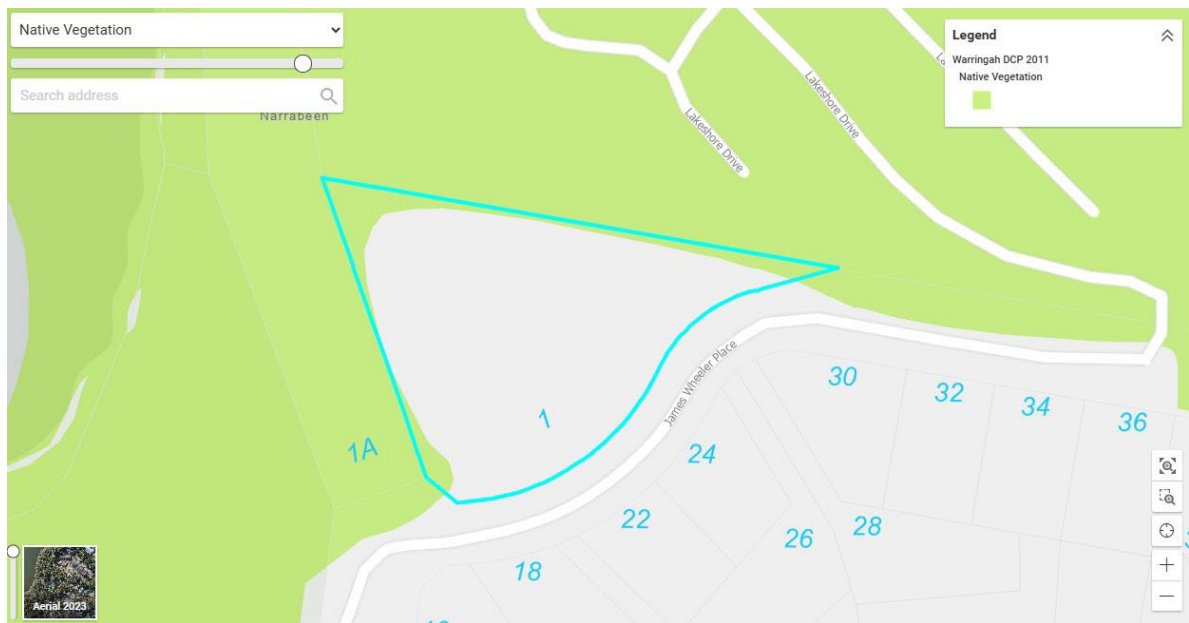 Native Vegetation
Search address
Narrabeen
Legend
Warringah DCP 2011
Native Vegetation
Lakeshore Drive
Lakeshore Drive
James Wheeler Place
1
1A
30
32
34
36
24
22
26
28
18
Aerial 2023